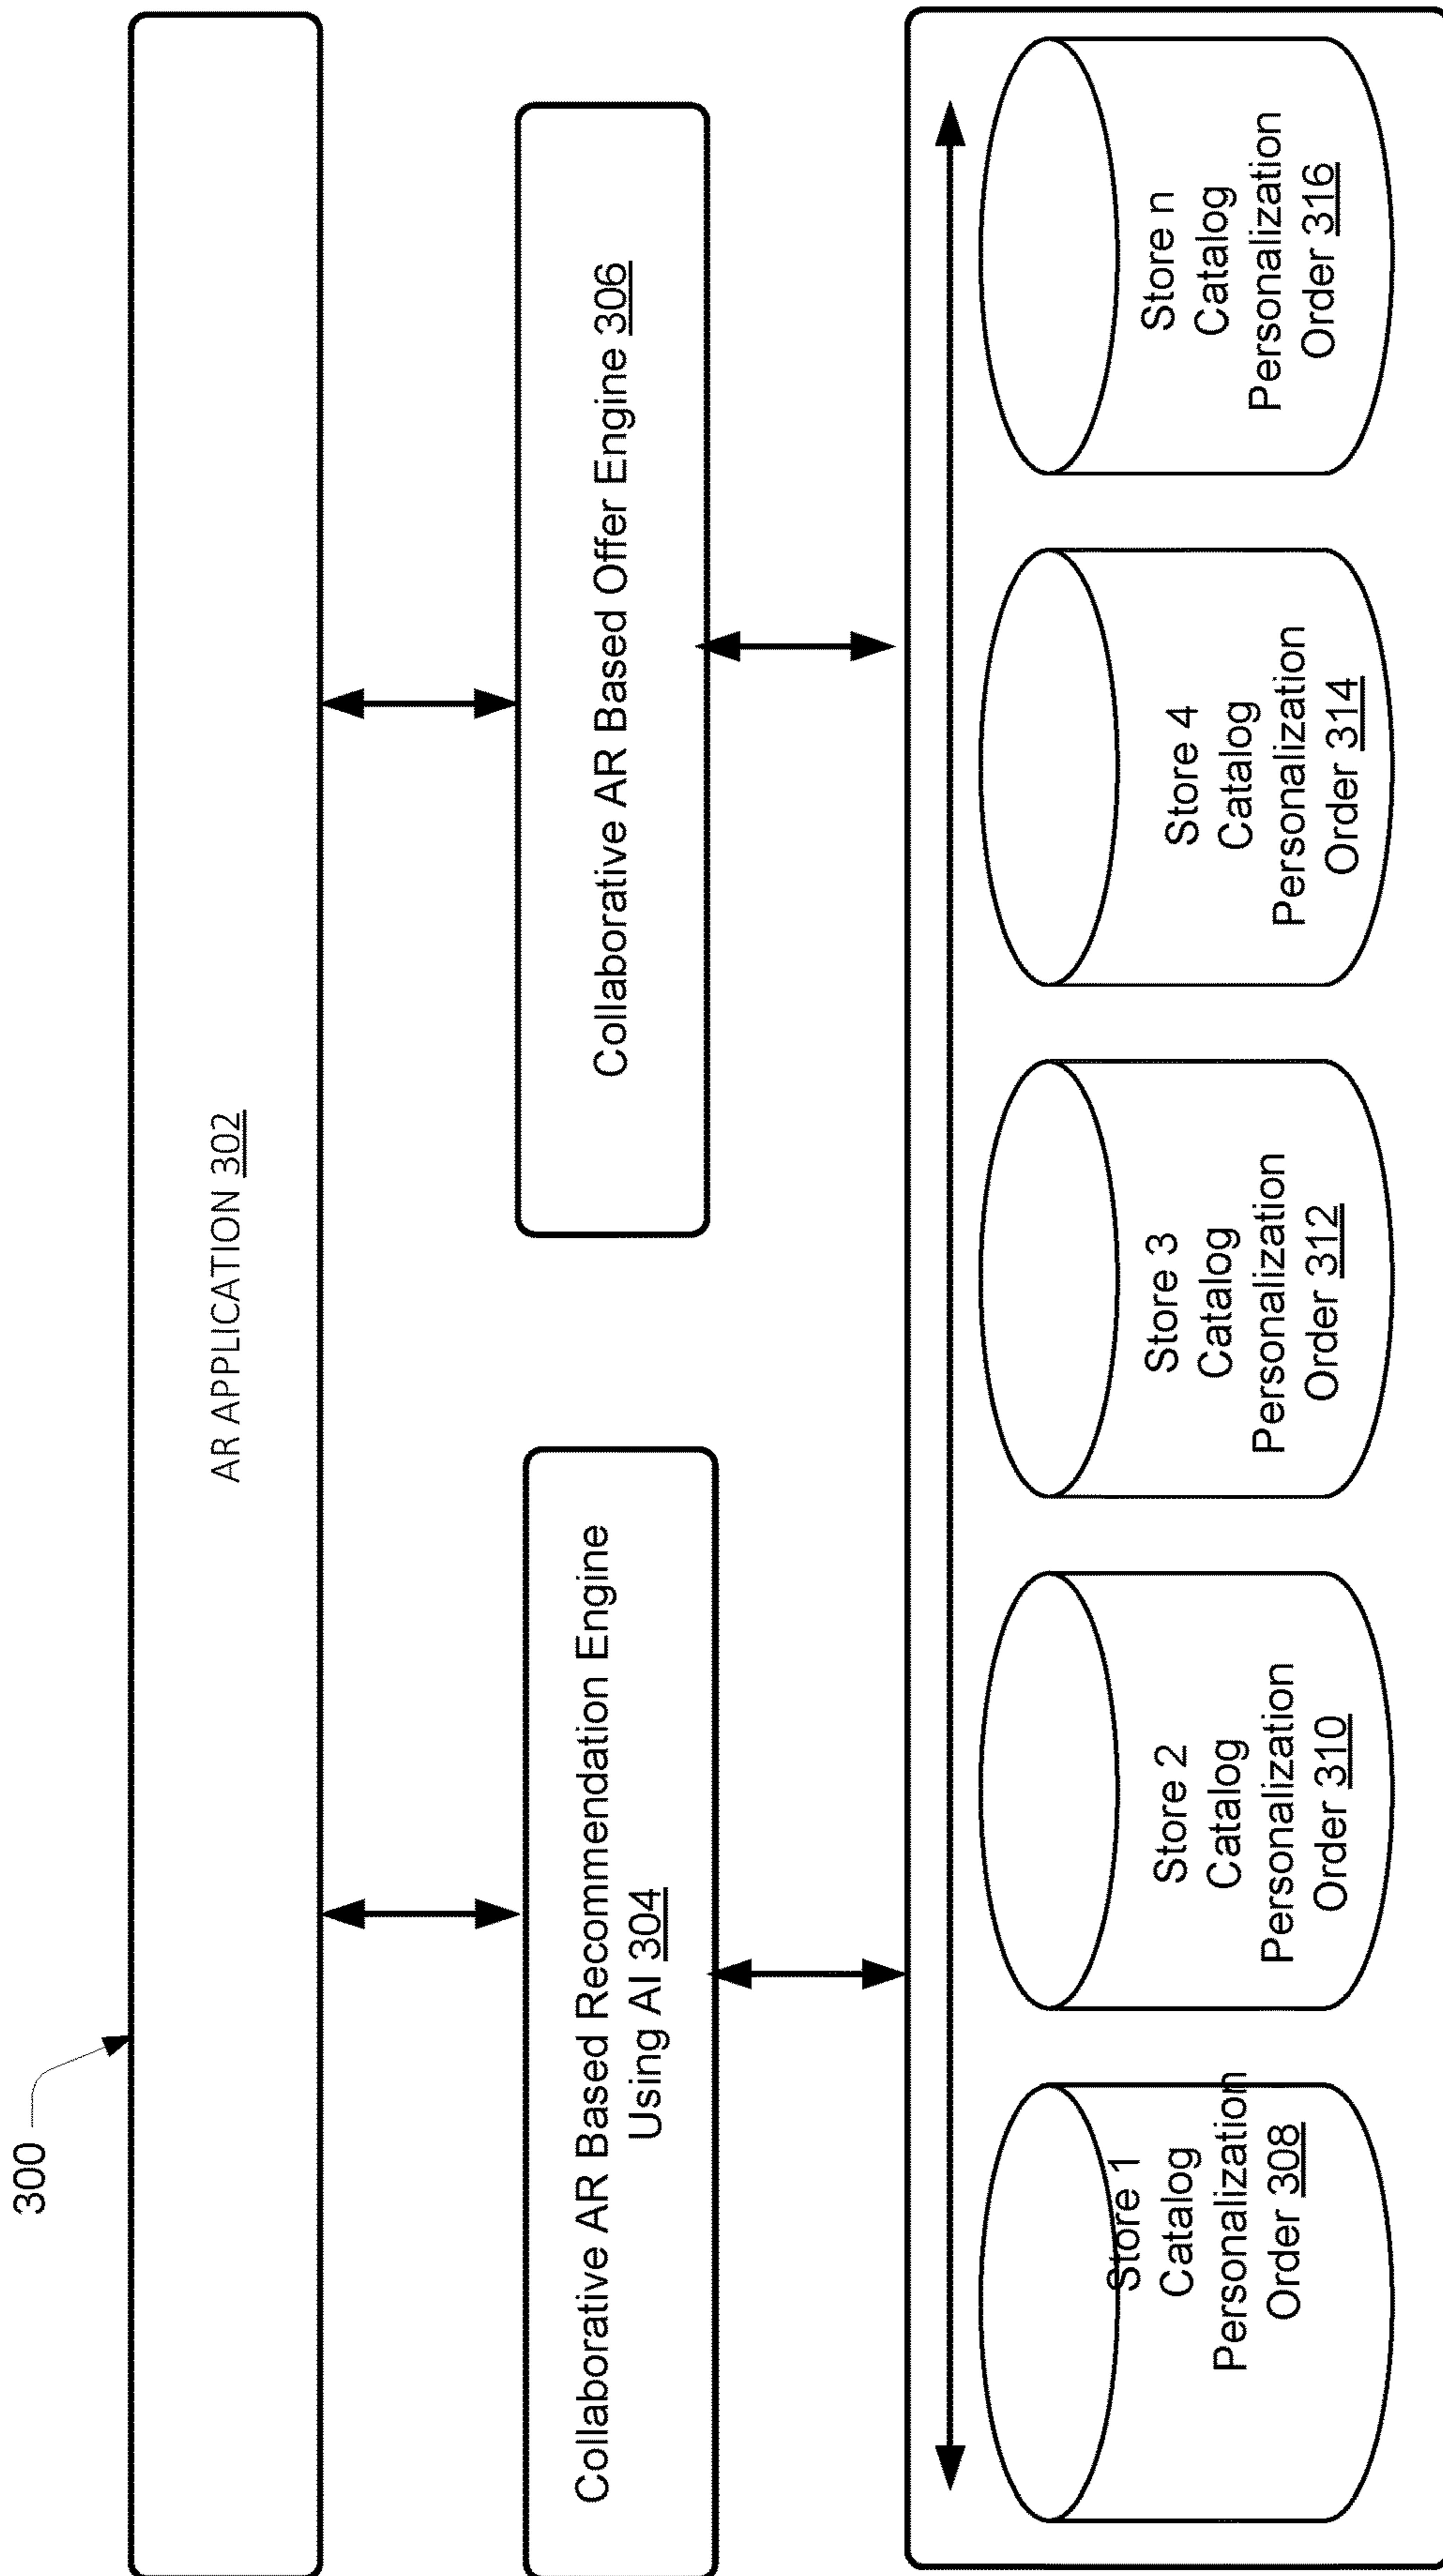 300
AR APPLICATION 302
Collaborative AR Based Recommendation Engine
Using AI 304
Collaborative AR Based Offer Engine 306
Store 1
Catalog
Personalization
Order 308
Store 2
Catalog
Personalization
Order 310
Store 3
Catalog
Personalization
Order 312
Store 4
Catalog
Personalization
Order 314
Store n
Catalog
Personalization
Order 316